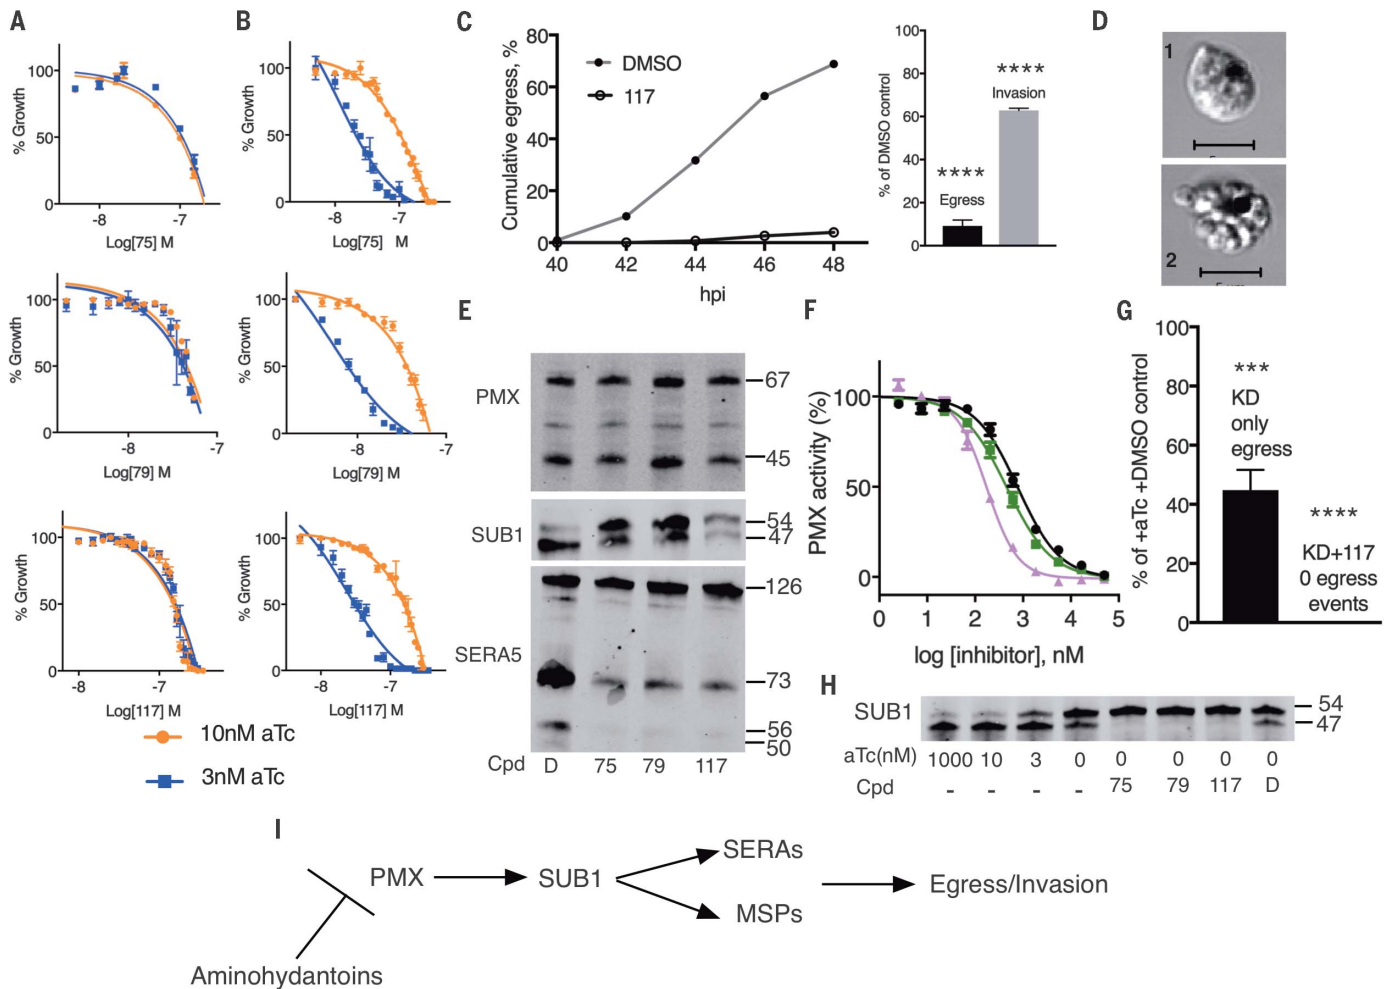 A
% Growth
100
50
0
-8
-7
Log[75] M
% Growth
100
50
0
-8
-7
Log[79] M
% Growth
100
50
0
-8
-7
Log[117] M
10nM aTc
3nM aTc
B
% Growth
100
50
0
-8
-7
Log[75] M
% Growth
100
50
0
-8
-7
Log[79] M
% Growth
100
50
0
-8
-7
Log[117] M
C
Cumulative egress, %
80
60
40
20
0
40 42 44 46 48
hpi
DMSO
117
% of DMSO control
100
80
60
40
20
0
****
Egress
****
Invasion
D
1
2
E
PMX
67
45
SUB1
54
47
SERA5
126
73
56
50
Cpd D 75 79 117
F
PMX activity (%)
100
50
0
0 1 2 3 4 5
log [inhibitor], nM
G
% of +aTc +DMSO control
100
80
60
40
20
0
***
KD
only
egress
****
KD+117
0 egress
events
H
SUB1
54
47
aTc(nM) 1000 10 3 0 0 0 0 0
Cpd - - - - 75 79 117 D
I
PMX
SUB1
SERAs
MSPs
Egress/Invasion
Aminohydantoins